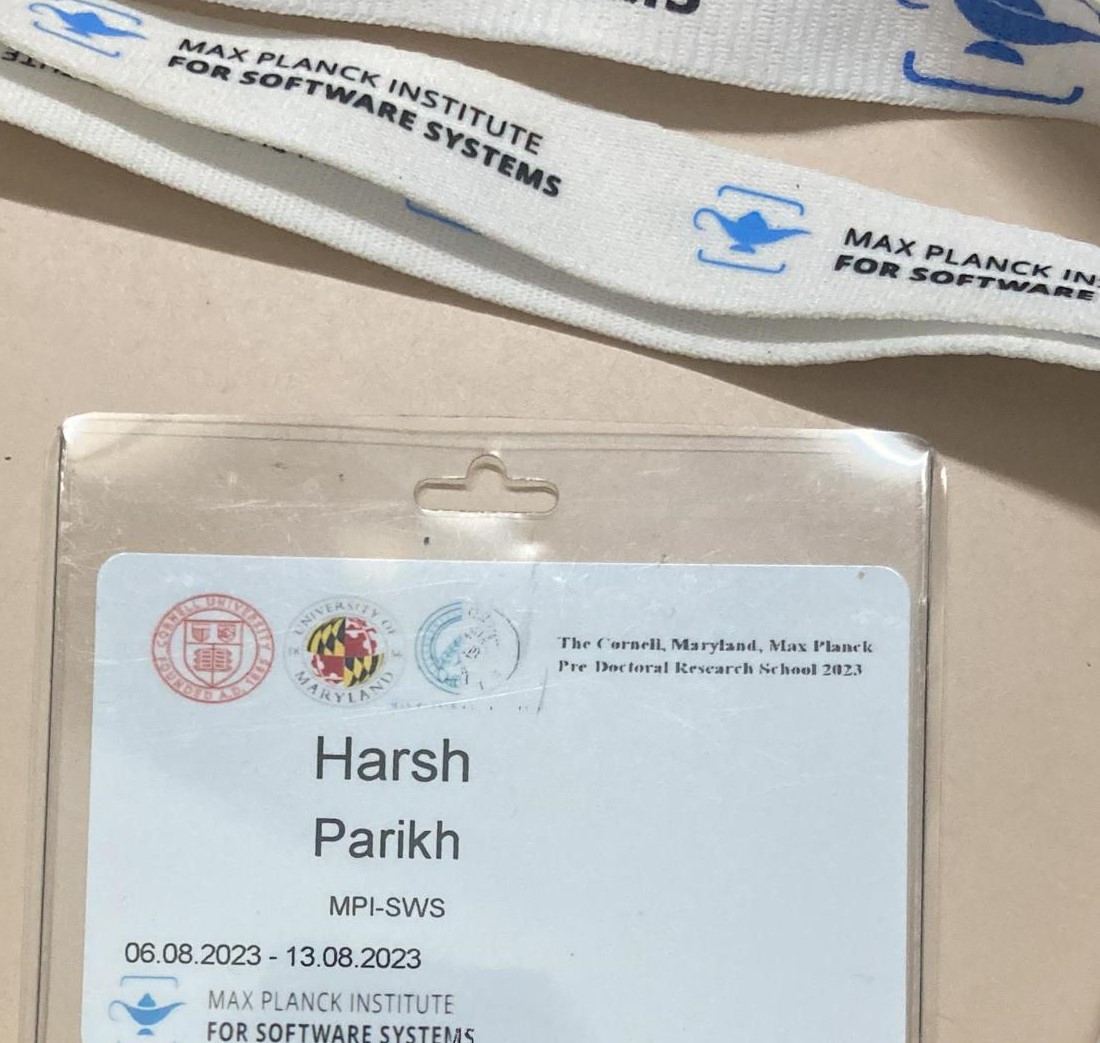 MAX PLANCK INSTITUTE
FOR SOFTWARE SYSTEMS
MAX PLANCK INS
FOR SOFTWARE
CORNELL UNIVERSITY
FOUNDED A.D. 1865
UNIVERSITY OF
MARYLAND
The Cornell, Maryland, Max Planck
Pre Doctoral Research School 2023
Harsh
Parikh
MPI-SWS
06.08.2023 - 13.08.2023
MAX PLANCK INSTITUTE
FOR SOFTWARE SYSTEMS